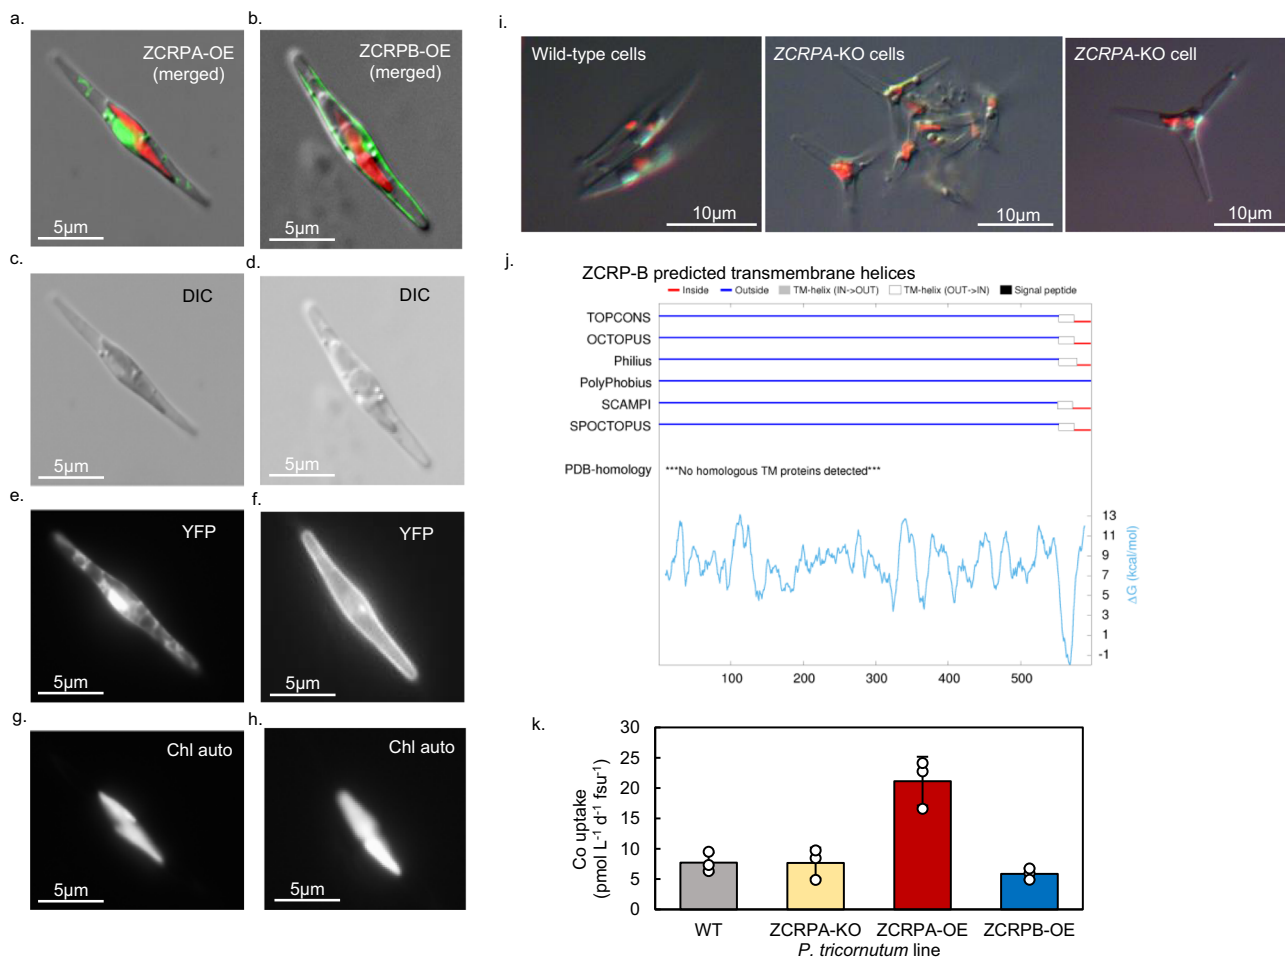 a.
ZCRPA-OE
(merged)
5µm
b.
ZCRPB-OE
(merged)
5µm
c.
DIC
5µm
d.
DIC
5µm
e.
YFP
5µm
f.
YFP
5µm
g.
Chl auto
5µm
h.
Chl auto
5µm
i.
Wild-type cells
10µm
ZCRPA-KO cells
10µm
ZCRPA-KO cell
10µm
j.
ZCRP-B predicted transmembrane helices
Inside Outside TM-helix (IN->OUT) TM-helix (OUT->IN) Signal peptide
TOPCONS
OCTOPUS
Philius
PolyPhobius
SCAMPI
SPOCTOPUS
PDB-homology ***No homologous TM proteins detected***
13
11
9
7
5
3
1
-1
ΔG (kcal/mol)
100 200 300 400 500
k.
Co uptake
(pmol L⁻¹ d⁻¹ fsu⁻¹)
30
25
20
15
10
5
0
WT ZCRPA-KO ZCRPA-OE ZCRPB-OE
P. tricornutum line